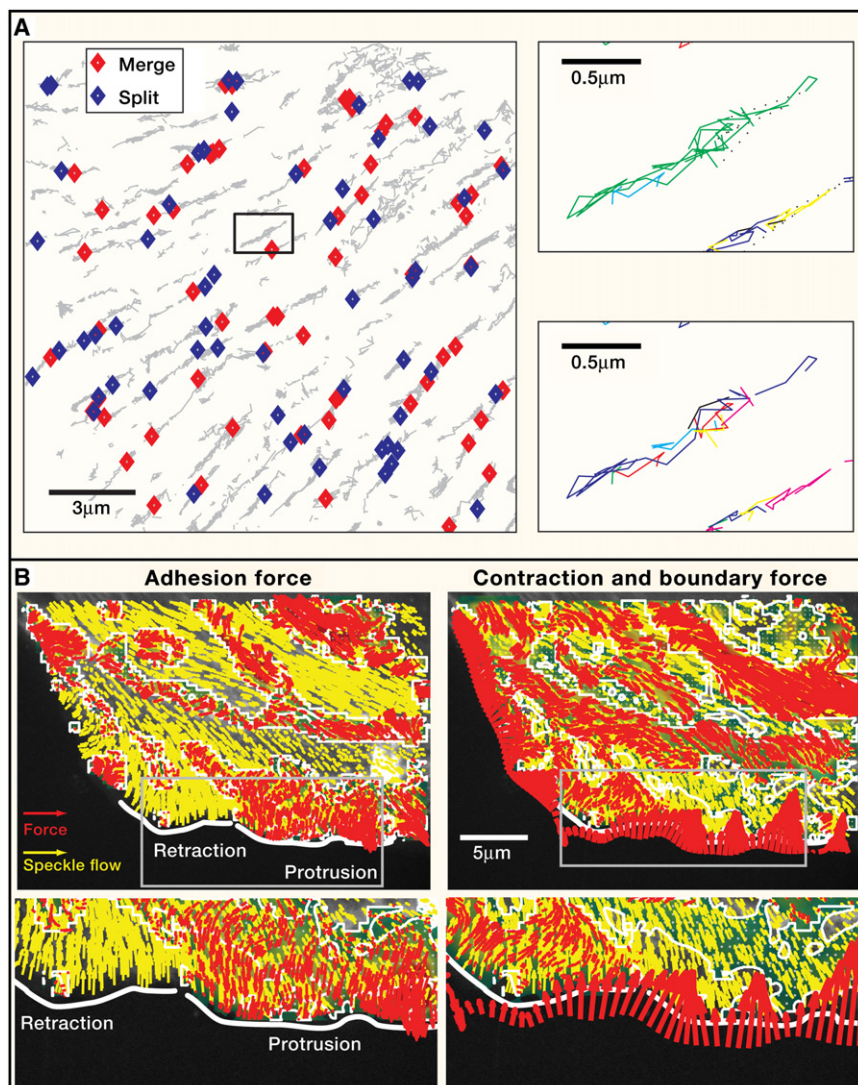 A
Merge
Split
3μm
0.5μm
0.5μm
B
Adhesion force
Contraction and boundary force
Force
Speckle flow
Retraction
Protrusion
5μm
Retraction
Protrusion